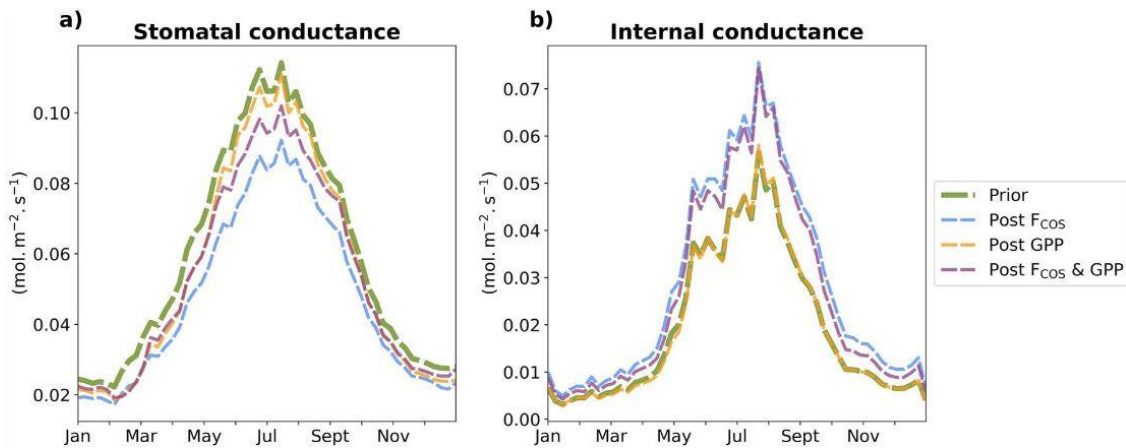 a)
Stomatal conductance
(mol. m⁻². s⁻¹)
0.10
0.08
0.06
0.04
0.02
Jan Mar May Jul Sept Nov
b)
Internal conductance
(mol. m⁻². s⁻¹)
0.07
0.06
0.05
0.04
0.03
0.02
0.01
0.00
Jan Mar May Jul Sept Nov
Prior
Post F_COS
Post GPP
Post F_COS & GPP